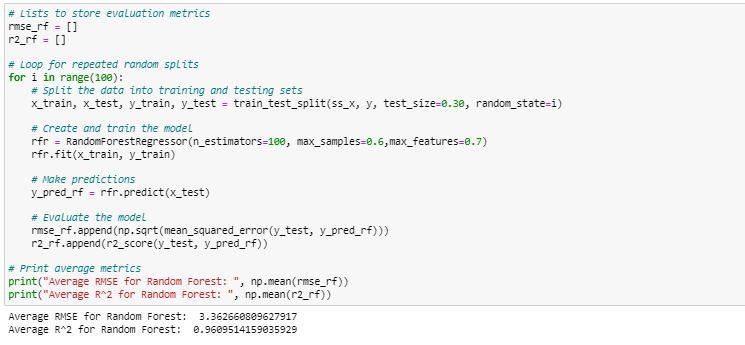 # Lists to store evaluation metrics
rmse_rf = []
r2_rf = []
# Loop for repeated random splits
for i in range(100):
# Split the data into training and testing sets
x_train, x_test, y_train, y_test = train_test_split(ss_x, y, test_size=0.30, random_state=i)
# Create and train the model
rfr = RandomForestRegressor(n_estimators=100, max_samples=0.6,max_features=0.7)
rfr.fit(x_train, y_train)
# Make predictions
y_pred_rf = rfr.predict(x_test)
# Evaluate the model
rmse_rf.append(np.sqrt(mean_squared_error(y_test, y_pred_rf)))
r2_rf.append(r2_score(y_test, y_pred_rf))
# Print average metrics
print("Average RMSE for Random Forest: ", np.mean(rmse_rf))
print("Average R^2 for Random Forest: ", np.mean(r2_rf))
Average RMSE for Random Forest:  3.362660809627917
Average R^2 for Random Forest:  0.9609514159035929